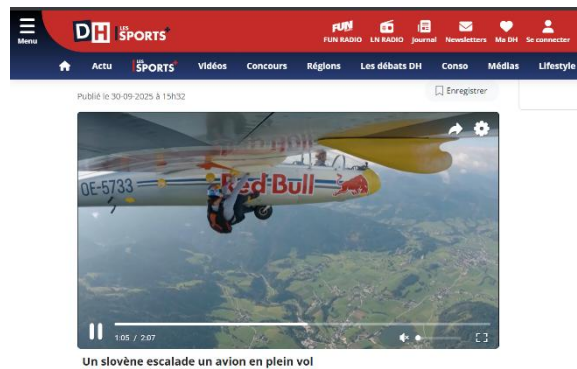 Menu
DH LES SPORTS+
FUN
FUN RADIO LN RADIO Journal Newsletters Ma DH Se connecter
Actu LES SPORTS+ Vidéos Concours Régions Les débats DH Conso Médias Lifestyle
Publié le 30-09-2025 à 15h32
Enregistrer
OE-5733
Red Bull
1:05 / 2:07
Un slovène escalade un avion en plein vol